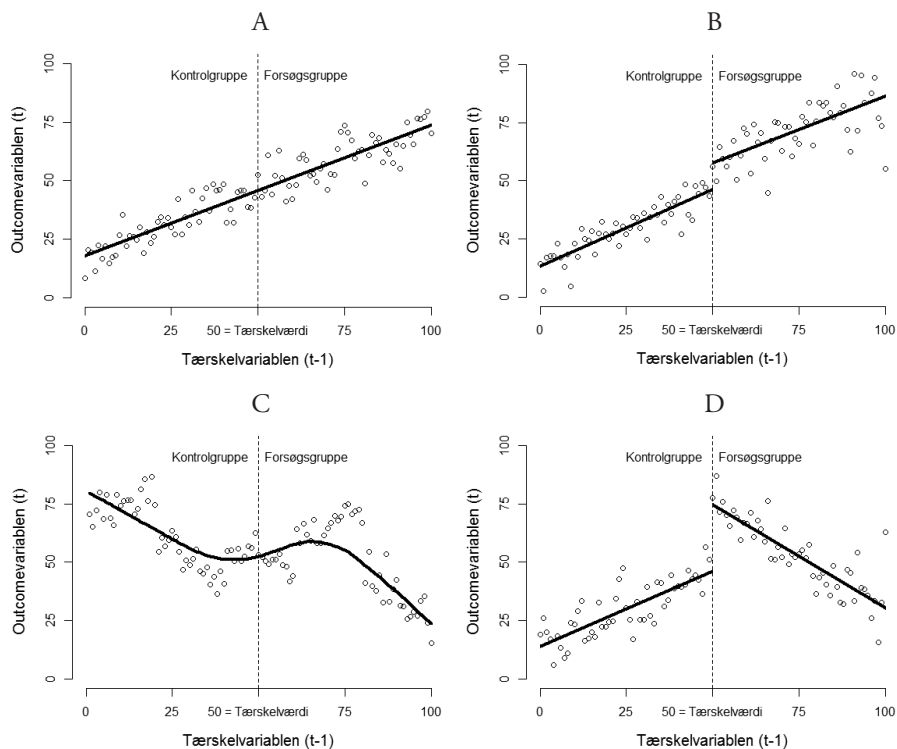 A
Kontrolgruppe Forsøgsgruppe
Outcomevariablen (t)
0 25 50 75 100
0 25 50 = Tærskelværdi 75 100
Tærskelvariablen (t-1)
B
Kontrolgruppe Forsøgsgruppe
Outcomevariablen (t)
0 25 50 75 100
0 25 50 = Tærskelværdi 75 100
Tærskelvariablen (t-1)
C
Kontrolgruppe Forsøgsgruppe
Outcomevariablen (t)
0 25 50 75 100
0 25 50 = Tærskelværdi 75 100
Tærskelvariablen (t-1)
D
Kontrolgruppe Forsøgsgruppe
Outcomevariablen (t)
0 25 50 75 100
0 25 50 = Tærskelværdi 75 100
Tærskelvariablen (t-1)